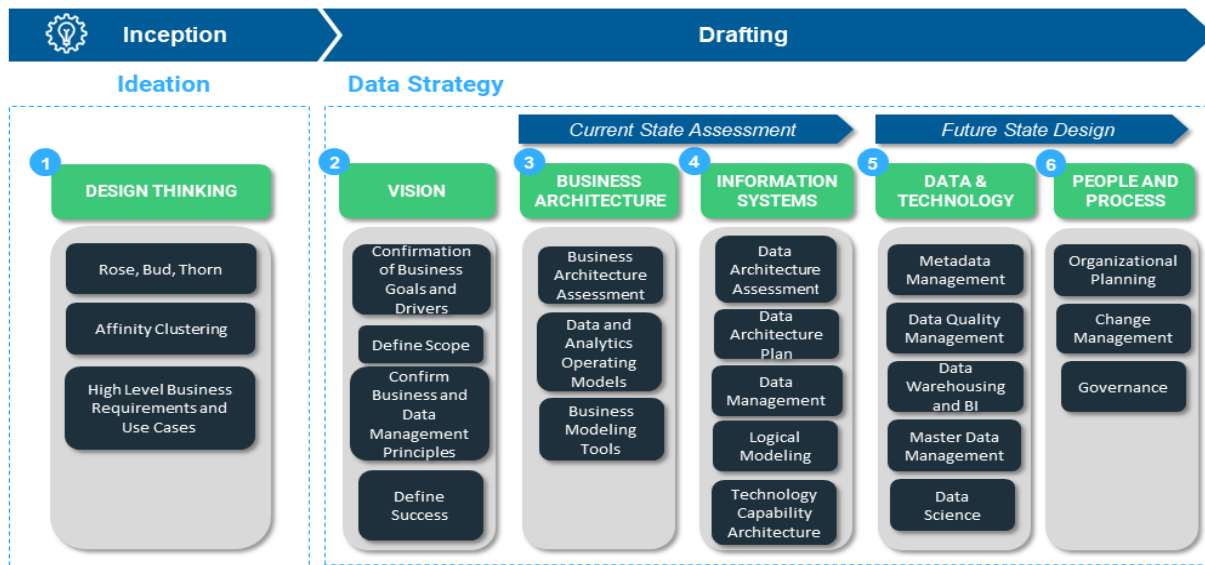 Inception
Drafting
Ideation
Data Strategy
Current State Assessment
Future State Design
1
DESIGN THINKING
Rose, Bud, Thorn
Affinity Clustering
High Level Business
Requirements and
Use Cases
2
VISION
Confirmation
of Business
Goals and
Drivers
Define Scope
Confirm
Business and
Data
Management
Principles
Define
Success
3
BUSINESS
ARCHITECTURE
Business
Architecture
Assessment
Data and
Analytics
Operating
Models
Business
Modeling
Tools
4
INFORMATION
SYSTEMS
Data
Architecture
Assessment
Data
Architecture
Plan
Data
Management
Logical
Modeling
Technology
Capability
Architecture
5
DATA &
TECHNOLOGY
Metadata
Management
Data Quality
Management
Data
Warehousing
and BI
Master Data
Management
Data
Science
6
PEOPLE AND
PROCESS
Organizational
Planning
Change
Management
Governance